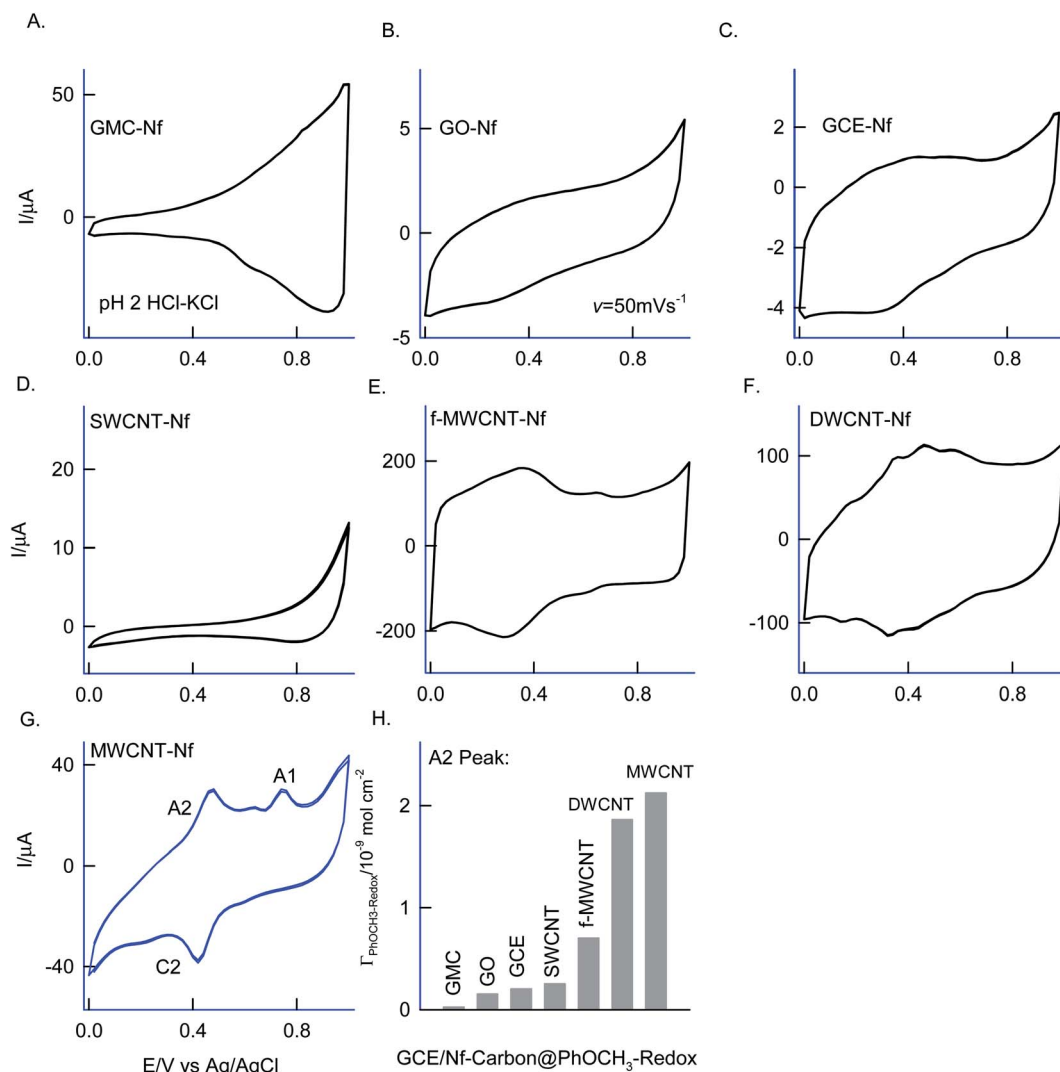 A.
B.
C.
50
0
I/μA
GMC-Nf
pH 2 HCl-KCl
0.0 0.4 0.8
5
0
-5
GO-Nf
v=50mVs⁻¹
0.0 0.4 0.8
2
0
-2
-4
GCE-Nf
0.0 0.4 0.8
D.
E.
F.
20
10
0
I/μA
SWCNT-Nf
0.0 0.4 0.8
200
0
-200
f-MWCNT-Nf
0.0 0.4 0.8
100
0
-100
DWCNT-Nf
0.0 0.4 0.8
G.
H.
40
0
-40
I/μA
MWCNT-Nf
A2
A1
C2
0.0 0.4 0.8
E/V vs Ag/AgCl
2
1
0
Γ_PhOCH3-Redox/10⁻⁹ mol cm⁻²
A2 Peak:
GMC
GO
GCE
SWCNT
f-MWCNT
DWCNT
MWCNT
GCE/Nf-Carbon@PhOCH₃-Redox